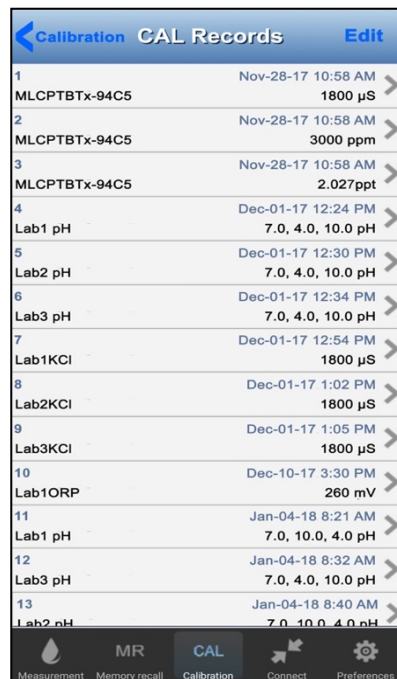 Calibration CAL Records Edit
1 Nov-28-17 10:58 AM
MLCPTBTx-94C5 1800 µS
2 Nov-28-17 10:58 AM
MLCPTBTx-94C5 3000 ppm
3 Nov-28-17 10:58 AM
MLCPTBTx-94C5 2.027ppt
4 Dec-01-17 12:24 PM
Lab1 pH 7.0, 4.0, 10.0 pH
5 Dec-01-17 12:30 PM
Lab2 pH 7.0, 4.0, 10.0 pH
6 Dec-01-17 12:34 PM
Lab3 pH 7.0, 4.0, 10.0 pH
7 Dec-01-17 12:54 PM
Lab1KCl 1800 µS
8 Dec-01-17 1:02 PM
Lab2KCl 1800 µS
9 Dec-01-17 1:05 PM
Lab3KCl 1800 µS
10 Dec-10-17 3:30 PM
Lab1ORP 260 mV
11 Jan-04-18 8:21 AM
Lab1 pH 7.0, 10.0, 4.0 pH
12 Jan-04-18 8:32 AM
Lab3 pH 7.0, 4.0, 10.0 pH
13 Jan-04-18 8:40 AM
Lab2 pH 7.0, 10.0, 4.0 pH
MR CAL
Measurement Memory recall Calibration Connect Preferences